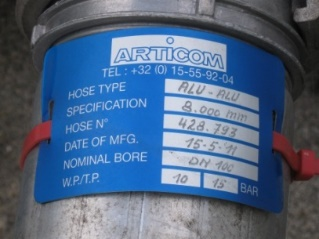 ARTICOM
TEL : +32 (0) 15-55-92-04
HOSE TYPE ALU - ALU
SPECIFICATION 8.000 mm
HOSE N° 428.793
DATE OF MFG. 15-5-11
NOMINAL BORE DN 100
W.P./T.P. 10 15 BAR